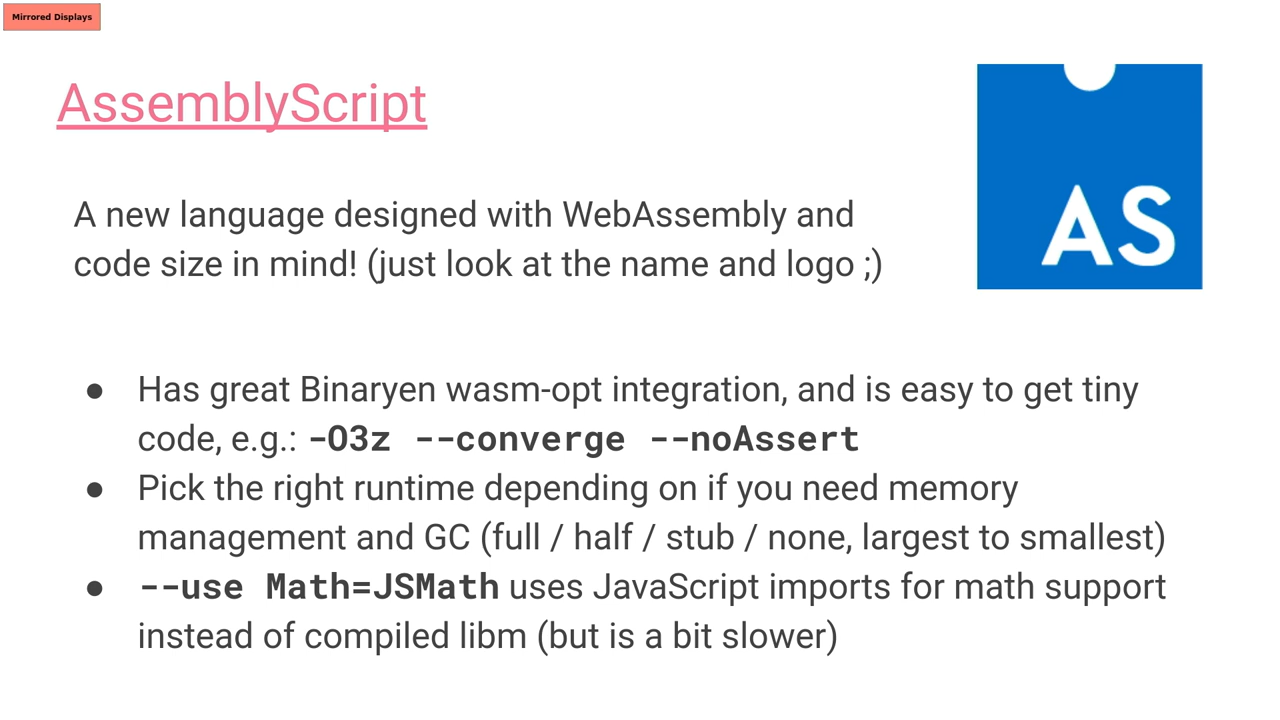 Mirrored Displays
AssemblyScript
AS
A new language designed with WebAssembly and
code size in mind! (just look at the name and logo ;)
● Has great Binaryen wasm-opt integration, and is easy to get tiny
code, e.g.: -O3z --converge --noAssert
● Pick the right runtime depending on if you need memory
management and GC (full / half / stub / none, largest to smallest)
● --use Math=JSMath uses JavaScript imports for math support
instead of compiled libm (but is a bit slower)